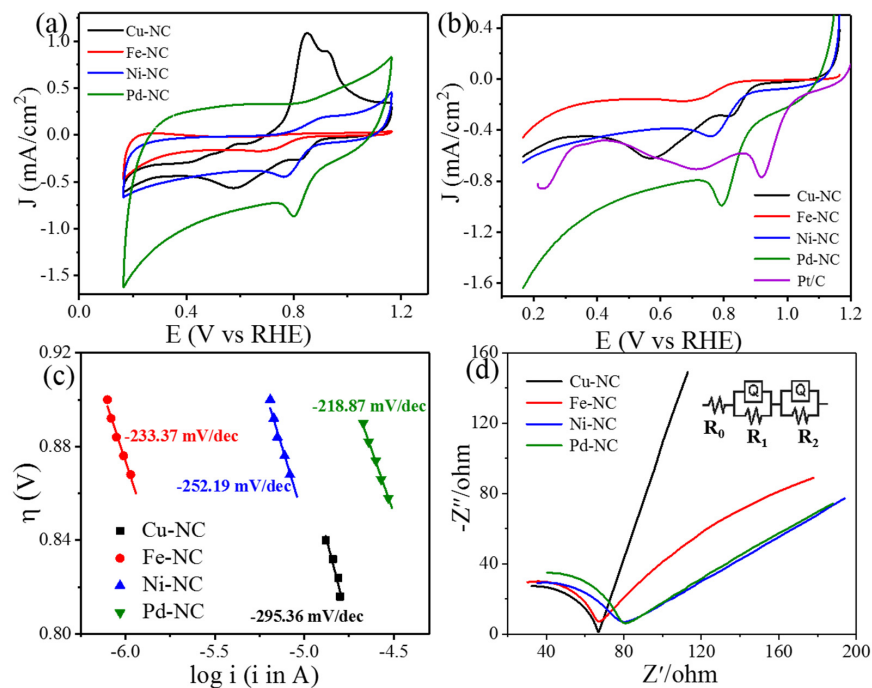 (a)
Cu-NC
Fe-NC
Ni-NC
Pd-NC
J (mA/cm²)
1.0
0.5
0.0
-0.5
-1.0
-1.5
0.0
0.4
0.8
1.2
E (V vs RHE)
(b)
J (mA/cm²)
0.4
0.0
-0.4
-0.8
-1.2
-1.6
Cu-NC
Fe-NC
Ni-NC
Pd-NC
Pt/C
0.2
0.4
0.6
0.8
1.0
1.2
E (V vs RHE)
(c)
η (V)
0.92
0.88
0.84
0.80
-218.87 mV/dec
-233.37 mV/dec
-252.19 mV/dec
-295.36 mV/dec
Cu-NC
Fe-NC
Ni-NC
Pd-NC
-6.0
-5.5
-5.0
-4.5
log i (i in A)
(d)
-Z″/ohm
160
120
80
40
0
Cu-NC
Fe-NC
Ni-NC
Pd-NC
Q
Q
R₀
R₁
R₂
40
80
120
160
200
Z′/ohm